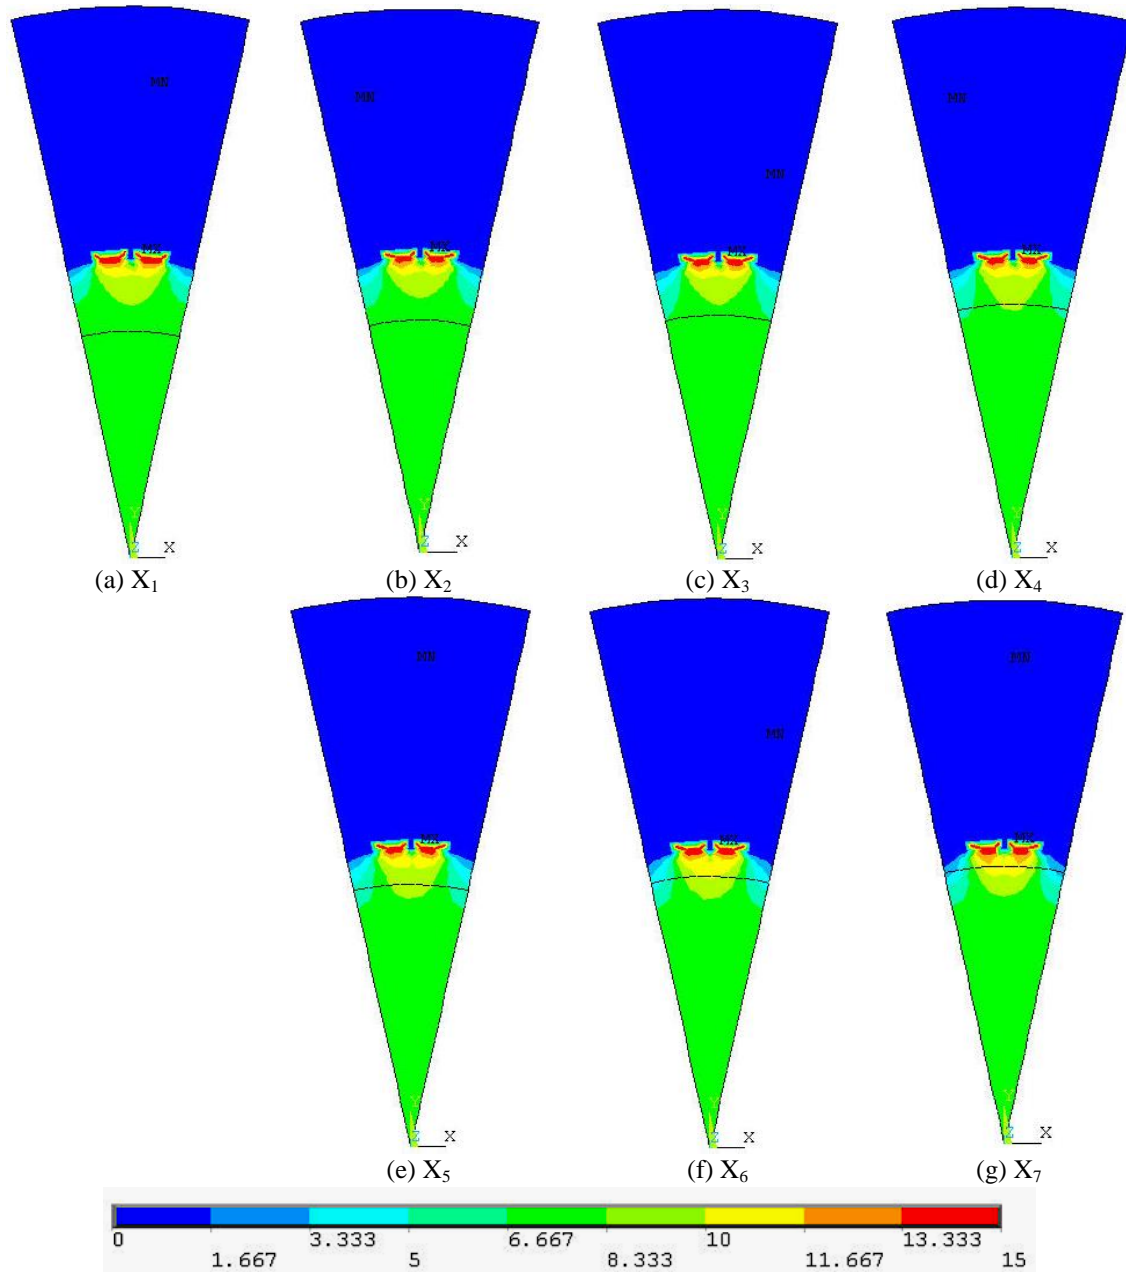 MN
MN
MN
MN
MX
MX
MX
MX
Y
Z X
Y
Z X
Y
Z X
Y
Z X
(a) X₁
(b) X₂
(c) X₃
(d) X₄
MN
MN
MN
MX
MX
MX
Y
Z X
Y
Z X
Y
Z X
(e) X₅
(f) X₆
(g) X₇
0 3.333 6.667 10 13.333
1.667 5 8.333 11.667 15